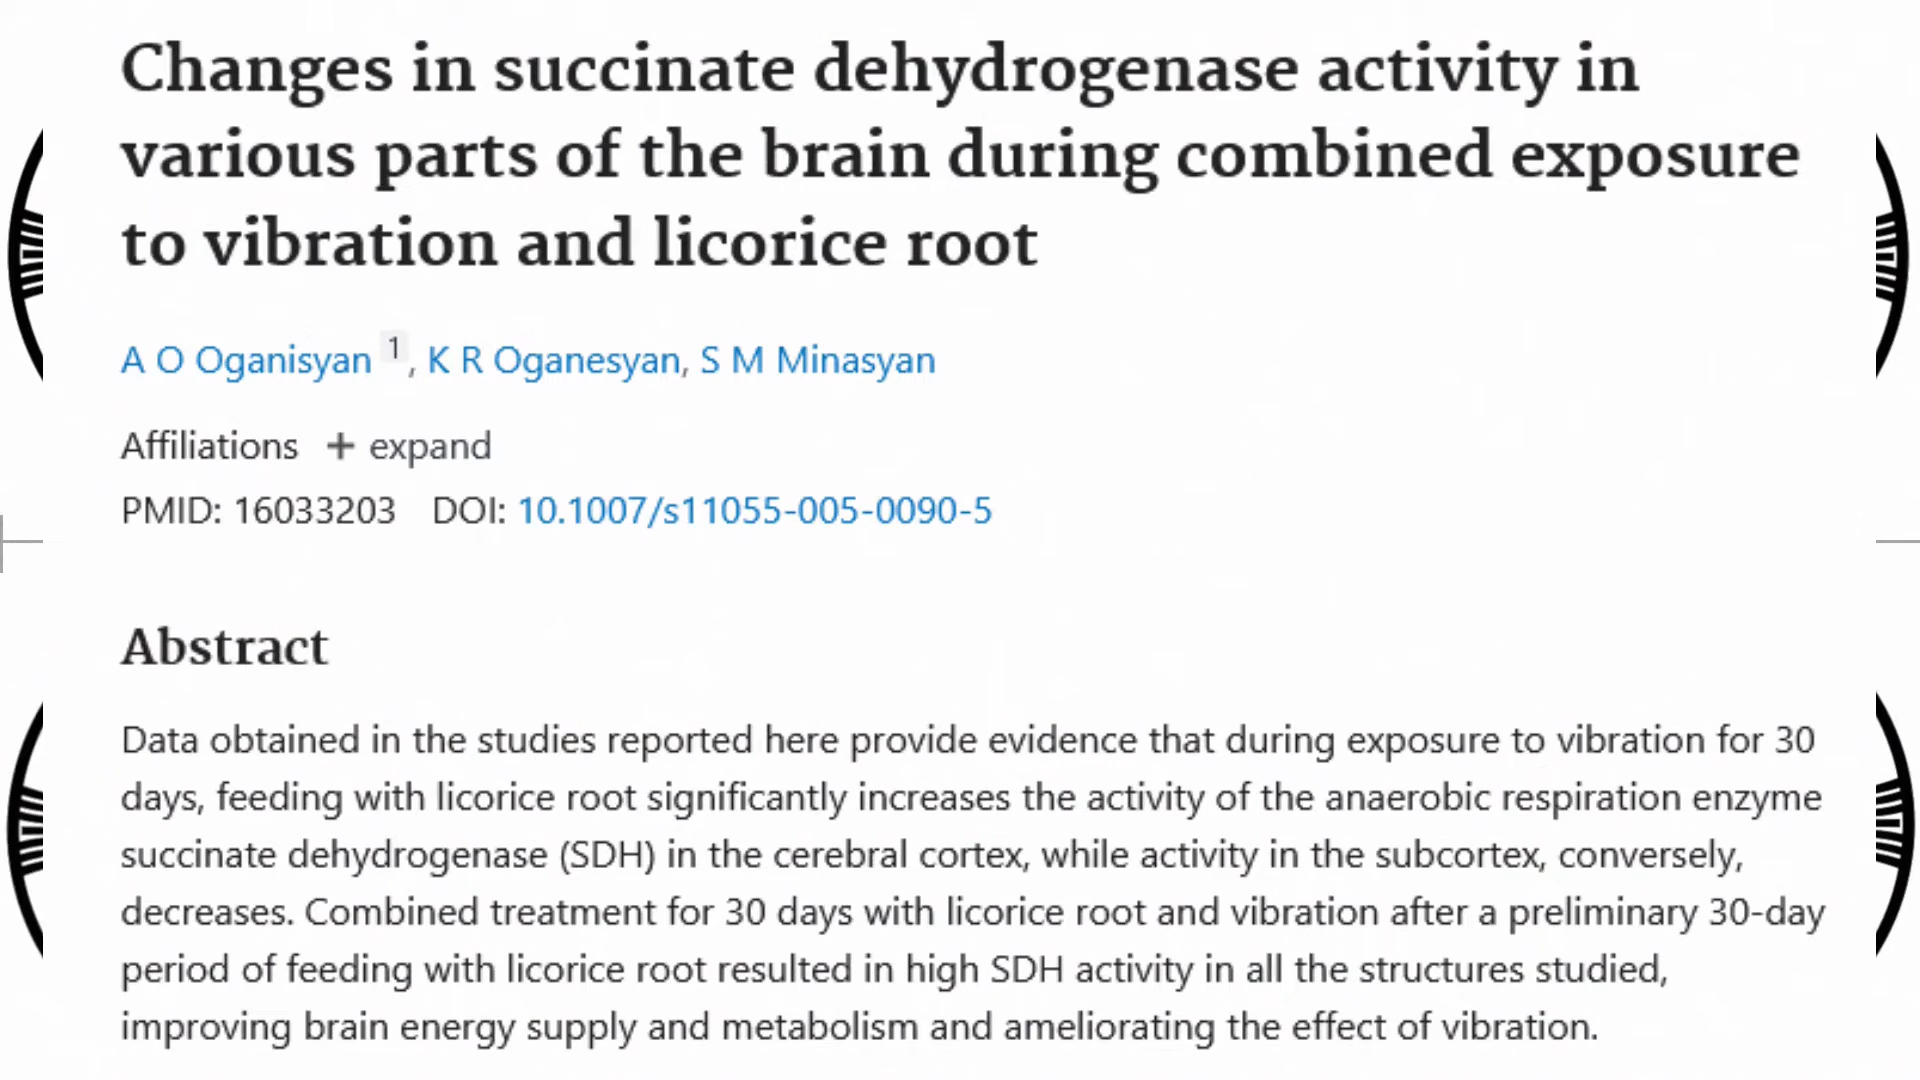 Changes in succinate dehydrogenase activity in
various parts of the brain during combined exposure
to vibration and licorice root
A O Oganisyan 1, K R Oganesyan, S M Minasyan
Affiliations + expand
PMID: 16033203 DOI: 10.1007/s11055-005-0090-5
Abstract
Data obtained in the studies reported here provide evidence that during exposure to vibration for 30
days, feeding with licorice root significantly increases the activity of the anaerobic respiration enzyme
succinate dehydrogenase (SDH) in the cerebral cortex, while activity in the subcortex, conversely,
decreases. Combined treatment for 30 days with licorice root and vibration after a preliminary 30-day
period of feeding with licorice root resulted in high SDH activity in all the structures studied,
improving brain energy supply and metabolism and ameliorating the effect of vibration.